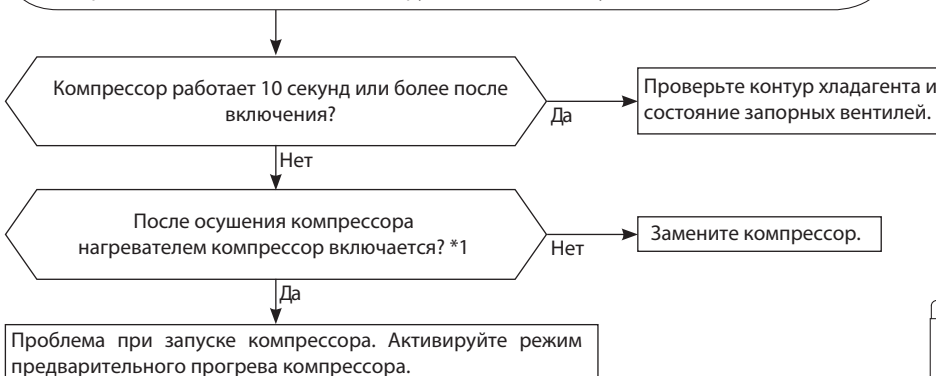 Компрессор работает 10 секунд или более после
включения?
Да
Проверьте контур хладагента и
состояние запорных вентилей.
Нет
После осушения компрессора
нагревателем компрессор включается? *1
Нет
Замените компрессор.
Да
Проблема при запуске компрессора. Активируйте режим
предварительного прогрева компрессора.